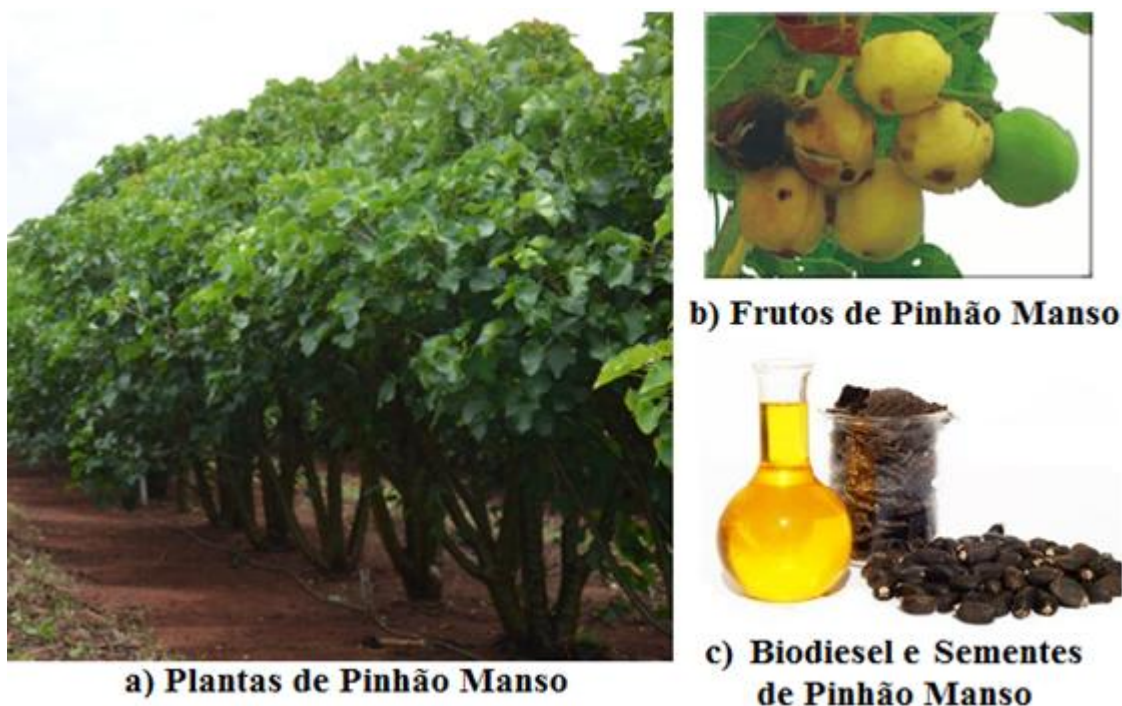 a) Plantas de Pinhão Manso
b) Frutos de Pinhão Manso
c) Biodiesel e Sementes
de Pinhão Manso